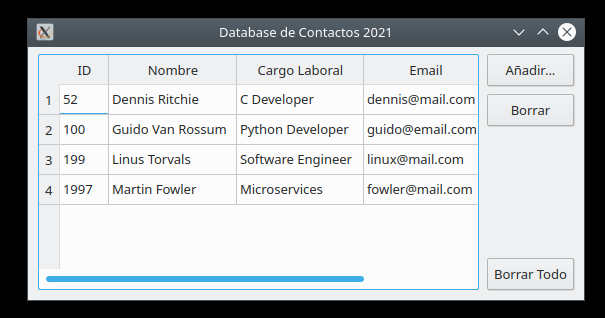 Database de Contactos 2021
ID Nombre Cargo Laboral Email
1 52 Dennis Ritchie C Developer dennis@mail.com
2 100 Guido Van Rossum Python Developer guido@email.com
3 199 Linus Torvals Software Engineer linux@mail.com
4 1997 Martin Fowler Microservices fowler@mail.com
Añadir...
Borrar
Borrar Todo